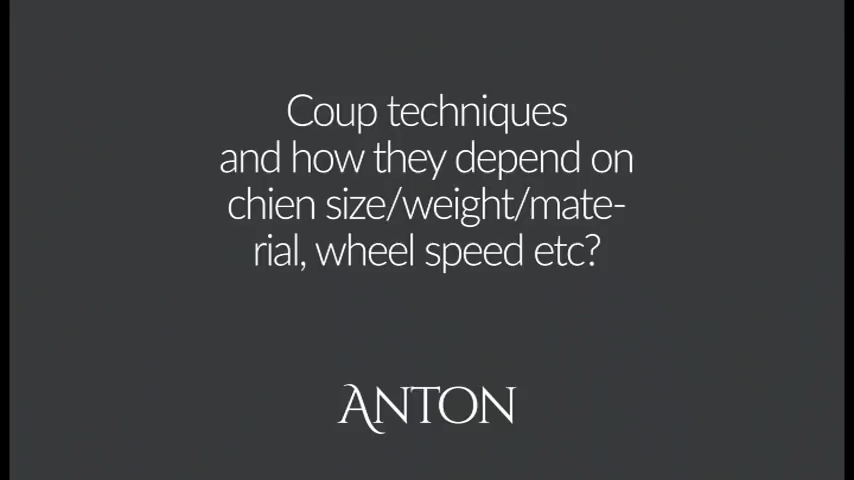 Coup techniques
and how they depend on
chien size/weight/mate-
rial, wheel speed etc?
ANTON